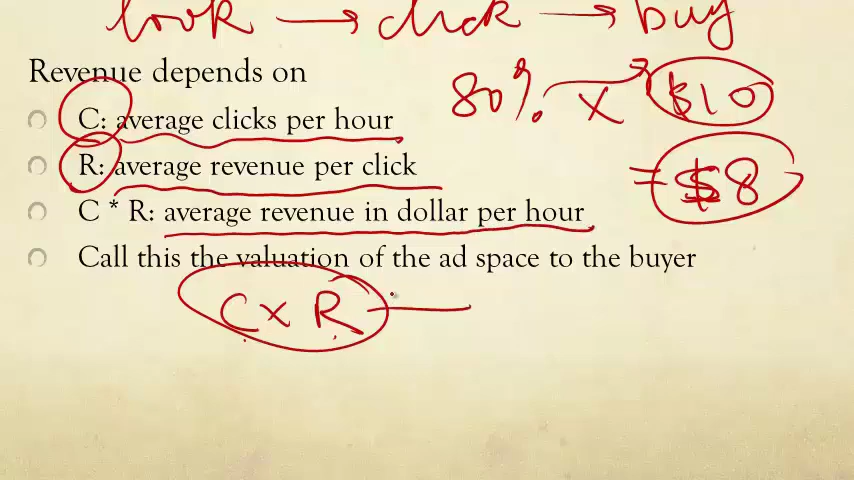 look → click → buy
Revenue depends on
80% × $10
C: average clicks per hour
R: average revenue per click
= $8
C * R: average revenue in dollar per hour
Call this the valuation of the ad space to the buyer
C × R —